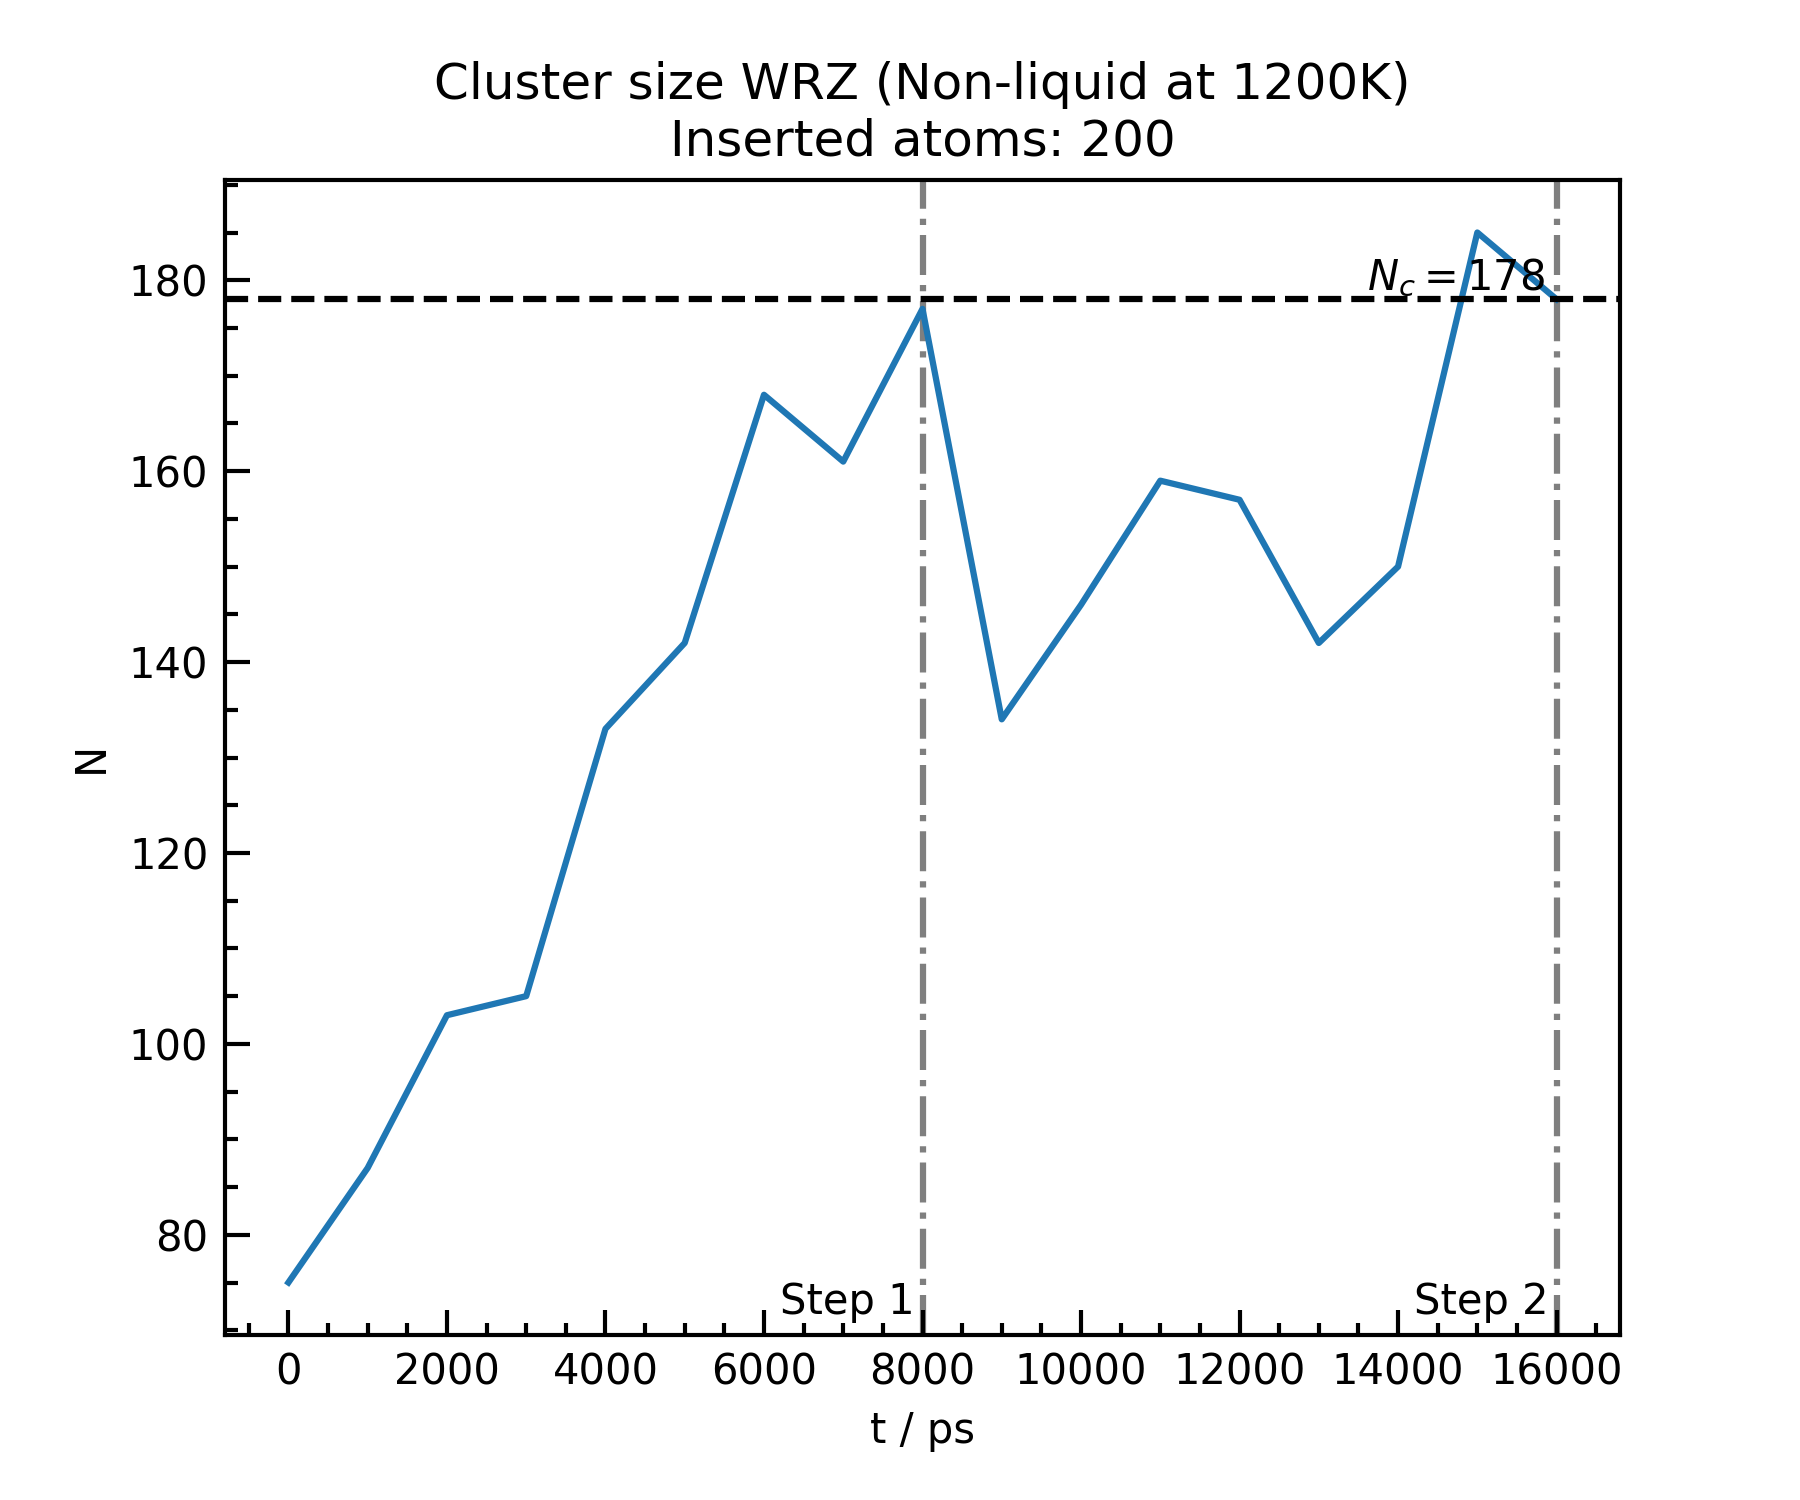 Cluster size WRZ (Non-liquid at 1200K)
Inserted atoms: 200
180
160
140
120
100
80
N
N_c = 178
Step 1
Step 2
0 2000 4000 6000 8000 10000 12000 14000 16000
t / ps